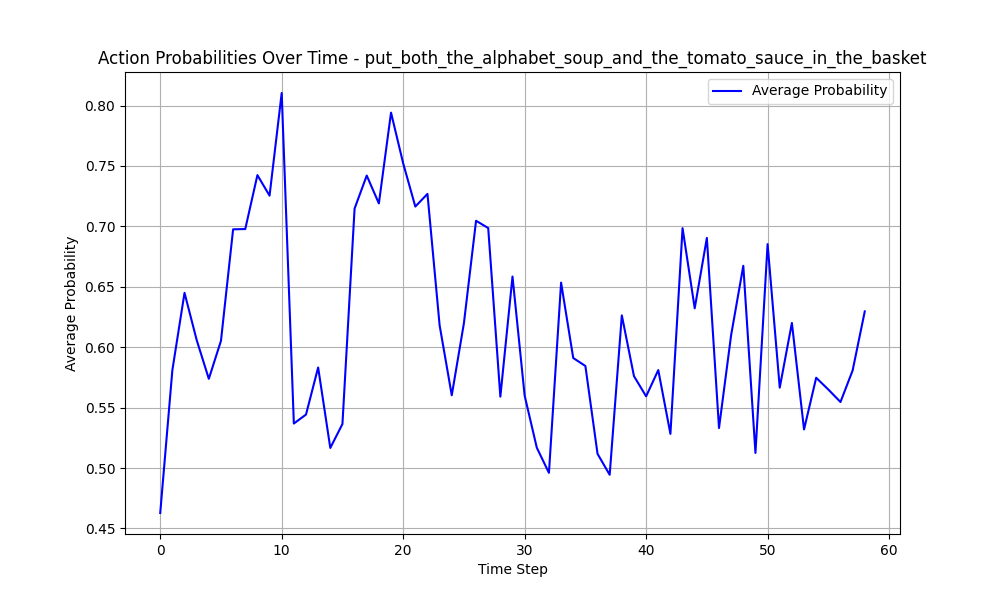 Action Probabilities Over Time - put_both_the_alphabet_soup_and_the_tomato_sauce_in_the_basket
Average Probability
0.80
0.75
0.70
0.65
0.60
0.55
0.50
0.45
Average Probability
0 10 20 30 40 50 60
Time Step